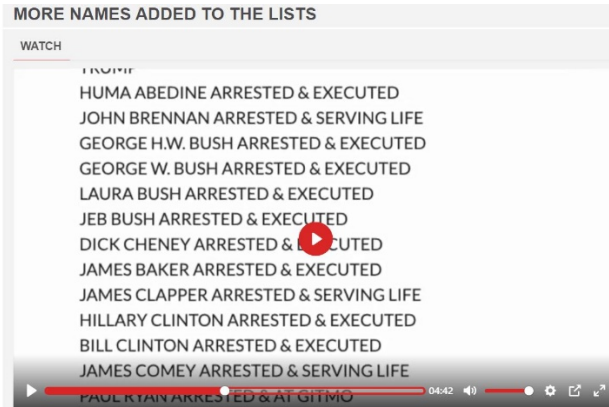 MORE NAMES ADDED TO THE LISTS
WATCH
TRUMP
HUMA ABEDINE ARRESTED & EXECUTED
JOHN BRENNAN ARRESTED & SERVING LIFE
GEORGE H.W. BUSH ARRESTED & EXECUTED
GEORGE W. BUSH ARRESTED & EXECUTED
LAURA BUSH ARRESTED & EXECUTED
JEB BUSH ARRESTED & EXECUTED
DICK CHENEY ARRESTED & EXECUTED
JAMES BAKER ARRESTED & EXECUTED
JAMES CLAPPER ARRESTED & SERVING LIFE
HILLARY CLINTON ARRESTED & EXECUTED
BILL CLINTON ARRESTED & EXECUTED
JAMES COMEY ARRESTED & SERVING LIFE
PAUL RYAN ARRESTED & AT GITMO
04:42